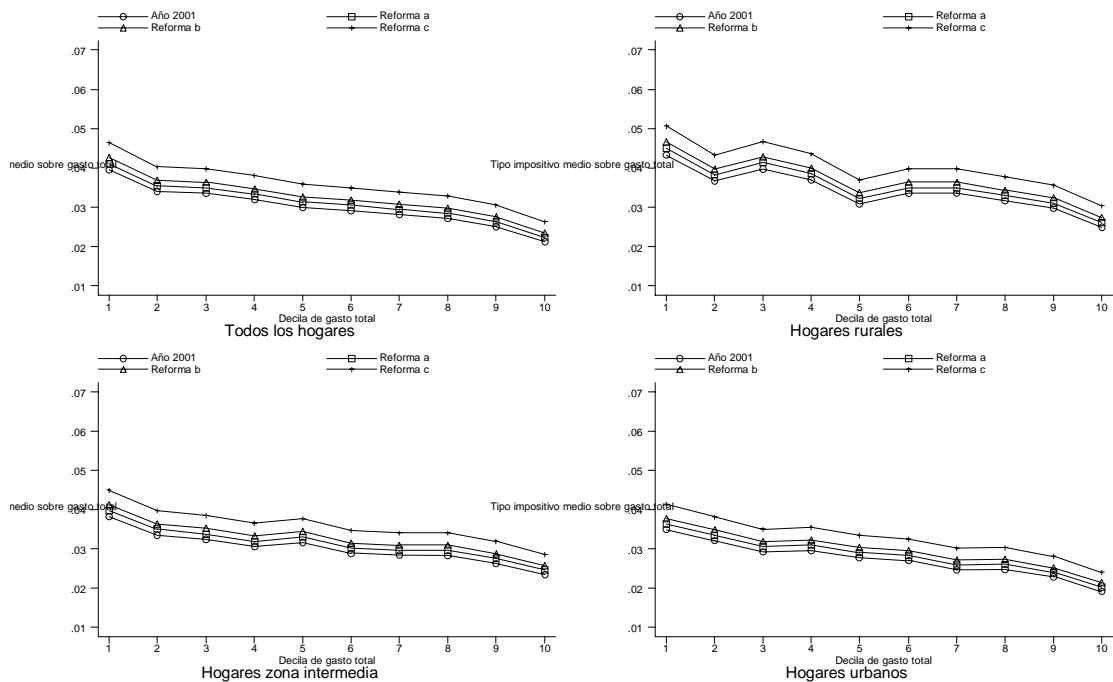 Año 2001 Reforma a
Reforma b Reforma c
.07
.06
.05
medio sobre gasto total
.04
.03
.02
.01
1 2 3 4 5 6 7 8 9 10
Decila de gasto total
Todos los hogares
Año 2001 Reforma a
Reforma b Reforma c
.07
.06
.05
Tipo impositivo medio sobre gasto total
.04
.03
.02
.01
1 2 3 4 5 6 7 8 9 10
Decila de gasto total
Hogares rurales
Año 2001 Reforma a
Reforma b Reforma c
.07
.06
.05
medio sobre gasto total
.04
.03
.02
.01
1 2 3 4 5 6 7 8 9 10
Decila de gasto total
Hogares zona intermedia
Año 2001 Reforma a
Reforma b Reforma c
.07
.06
.05
Tipo impositivo medio sobre gasto total
.04
.03
.02
.01
1 2 3 4 5 6 7 8 9 10
Decila de gasto total
Hogares urbanos